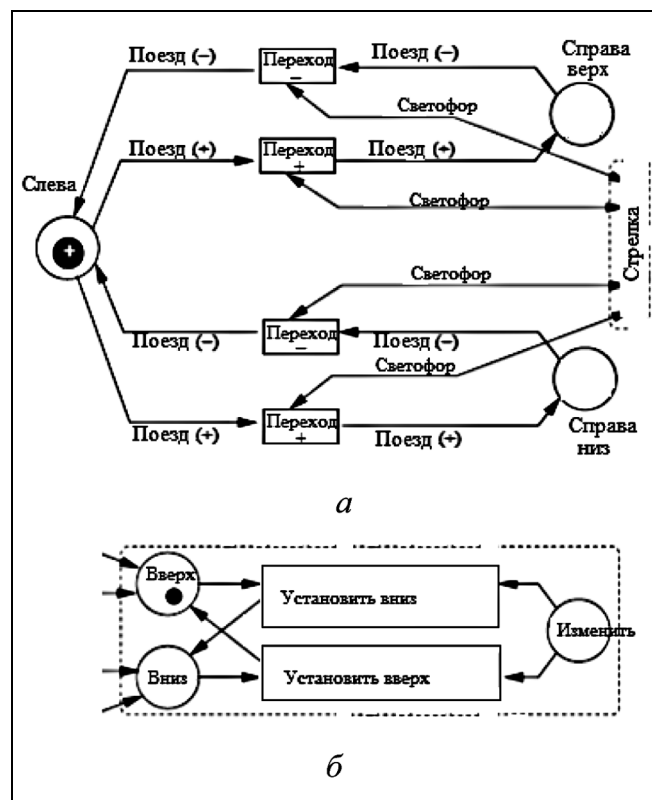 Поезд (−)
Переход
−
Поезд (−)
Справа
верх
Светофор
Поезд (+)
Переход
+
Поезд (+)
Слева
+
Светофор
Стрелка
Светофор
Поезд (−)
Переход
−
Поезд (−)
Светофор
Поезд (+)
Переход
+
Поезд (+)
Справа
низ
а
Вверх
Установить вниз
Изменить
Вниз
Установить вверх
б